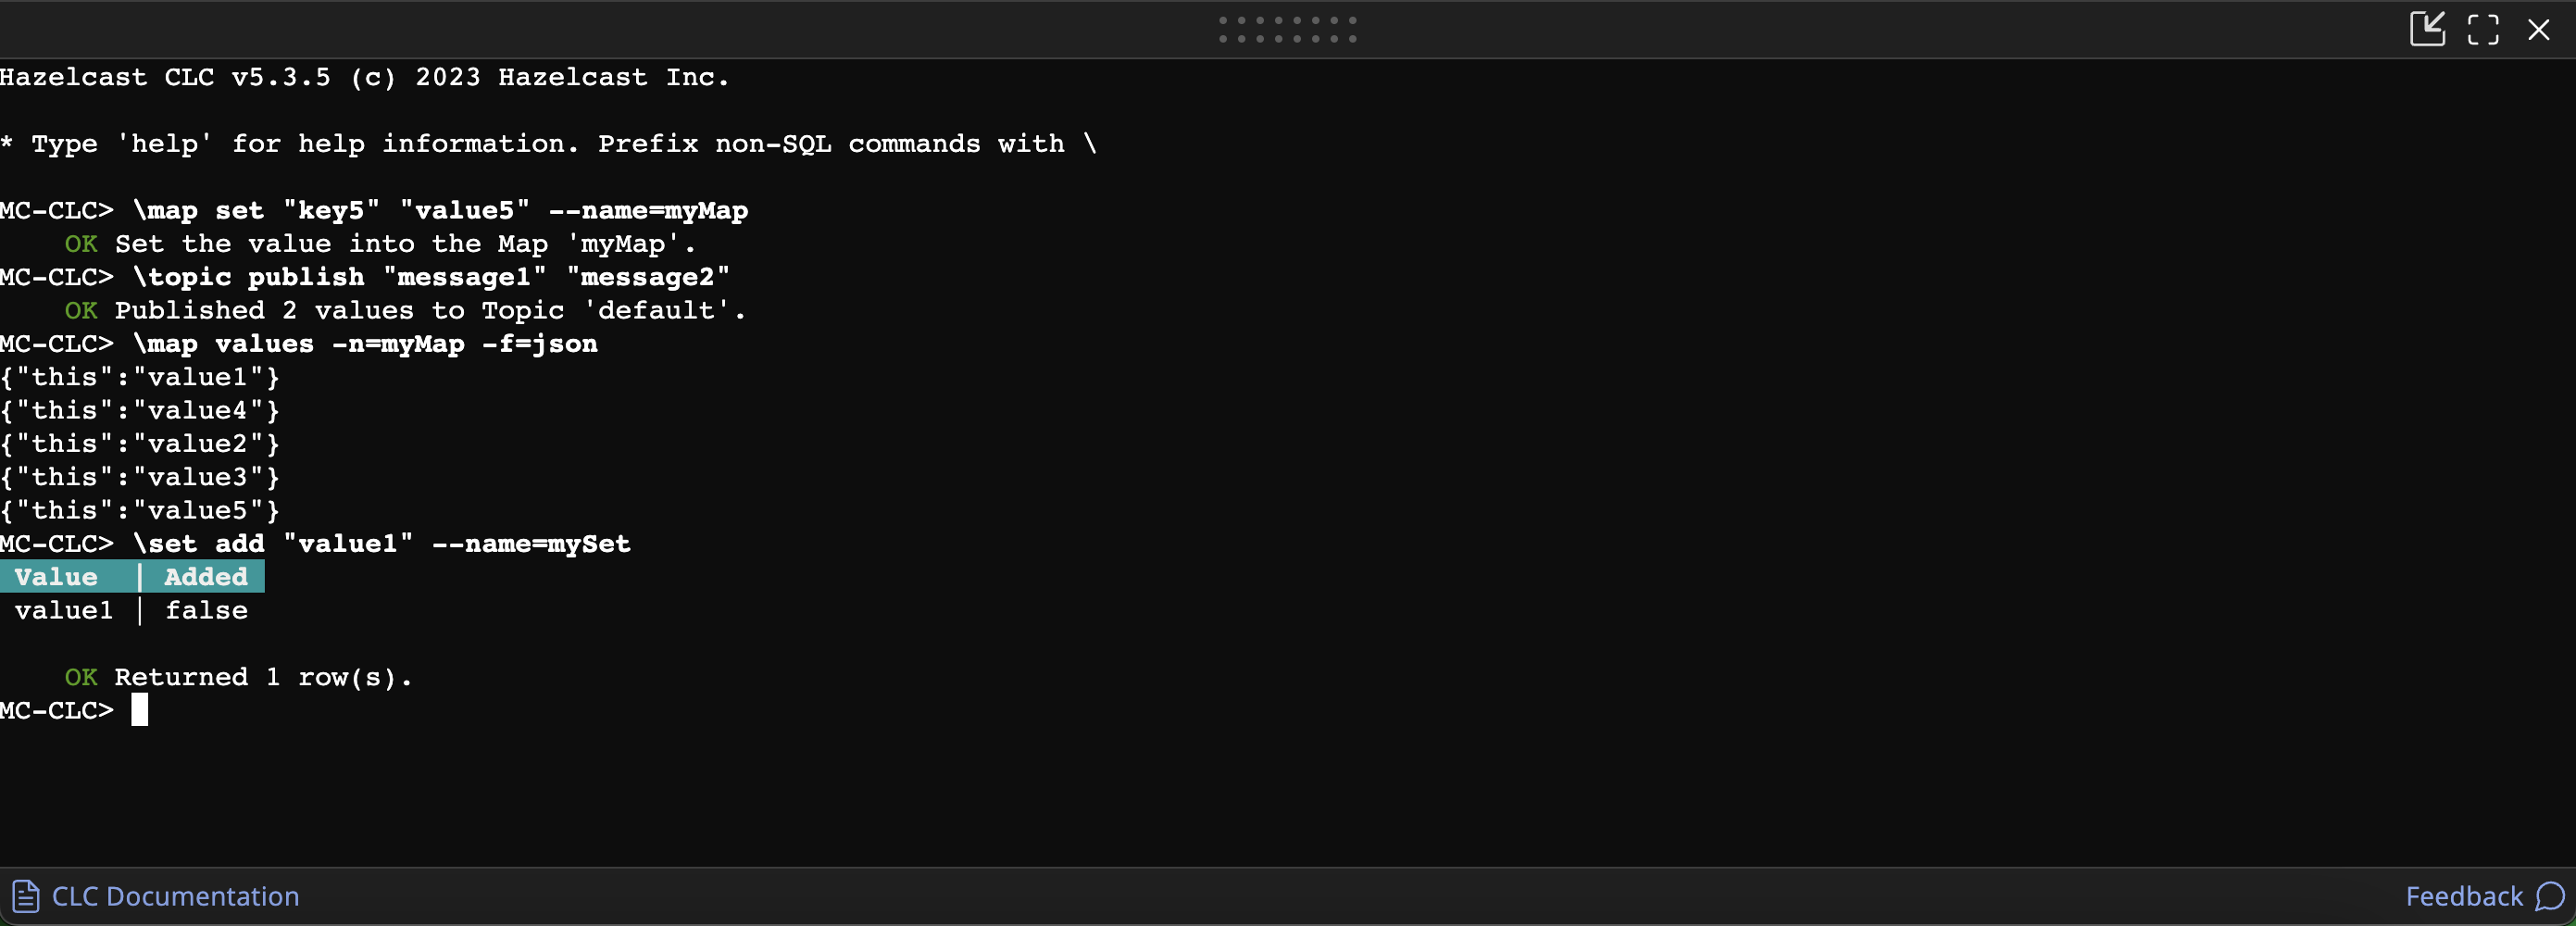 Hazelcast CLC v5.3.5 (c) 2023 Hazelcast Inc.
* Type 'help' for help information. Prefix non-SQL commands with \
MC-CLC> \map set "key5" "value5" --name=myMap
OK Set the value into the Map 'myMap'.
MC-CLC> \topic publish "message1" "message2"
OK Published 2 values to Topic 'default'.
MC-CLC> \map values -n=myMap -f=json
{"this":"value1"}
{"this":"value4"}
{"this":"value2"}
{"this":"value3"}
{"this":"value5"}
MC-CLC> \set add "value1" --name=mySet
Value | Added
value1 | false
OK Returned 1 row(s).
MC-CLC>
CLC Documentation
Feedback